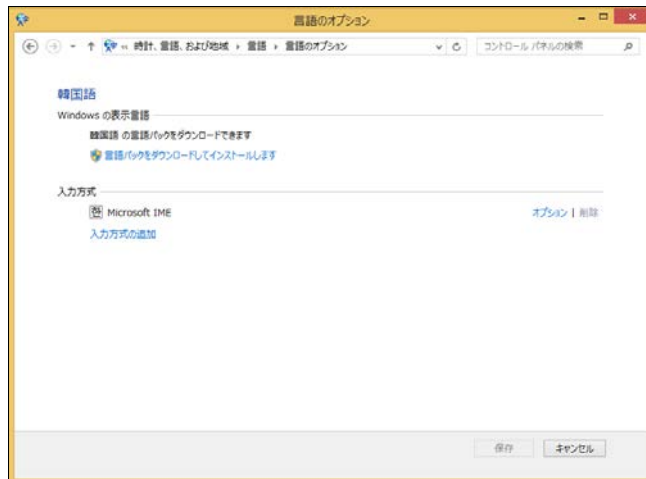 言語のオプション
« 時計、言語、および地域 › 言語 › 言語のオプション
コントロール パネルの検索
韓国語
Windows の表示言語
韓国語 の言語パックをダウンロードできます
言語パックをダウンロードしてインストールします
入力方式
한 Microsoft IME オプション | 削除
入力方式の追加
保存 キャンセル